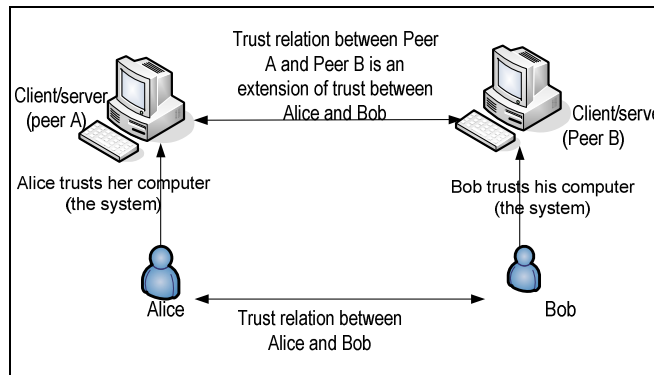 Trust relation between Peer
A and Peer B is an
extension of trust between
Alice and Bob
Client/server
(peer A)
Client/serve
(Peer B)
Alice trusts her computer
(the system)
Bob trusts his computer
(the system)
Alice
Trust relation between
Alice and Bob
Bob